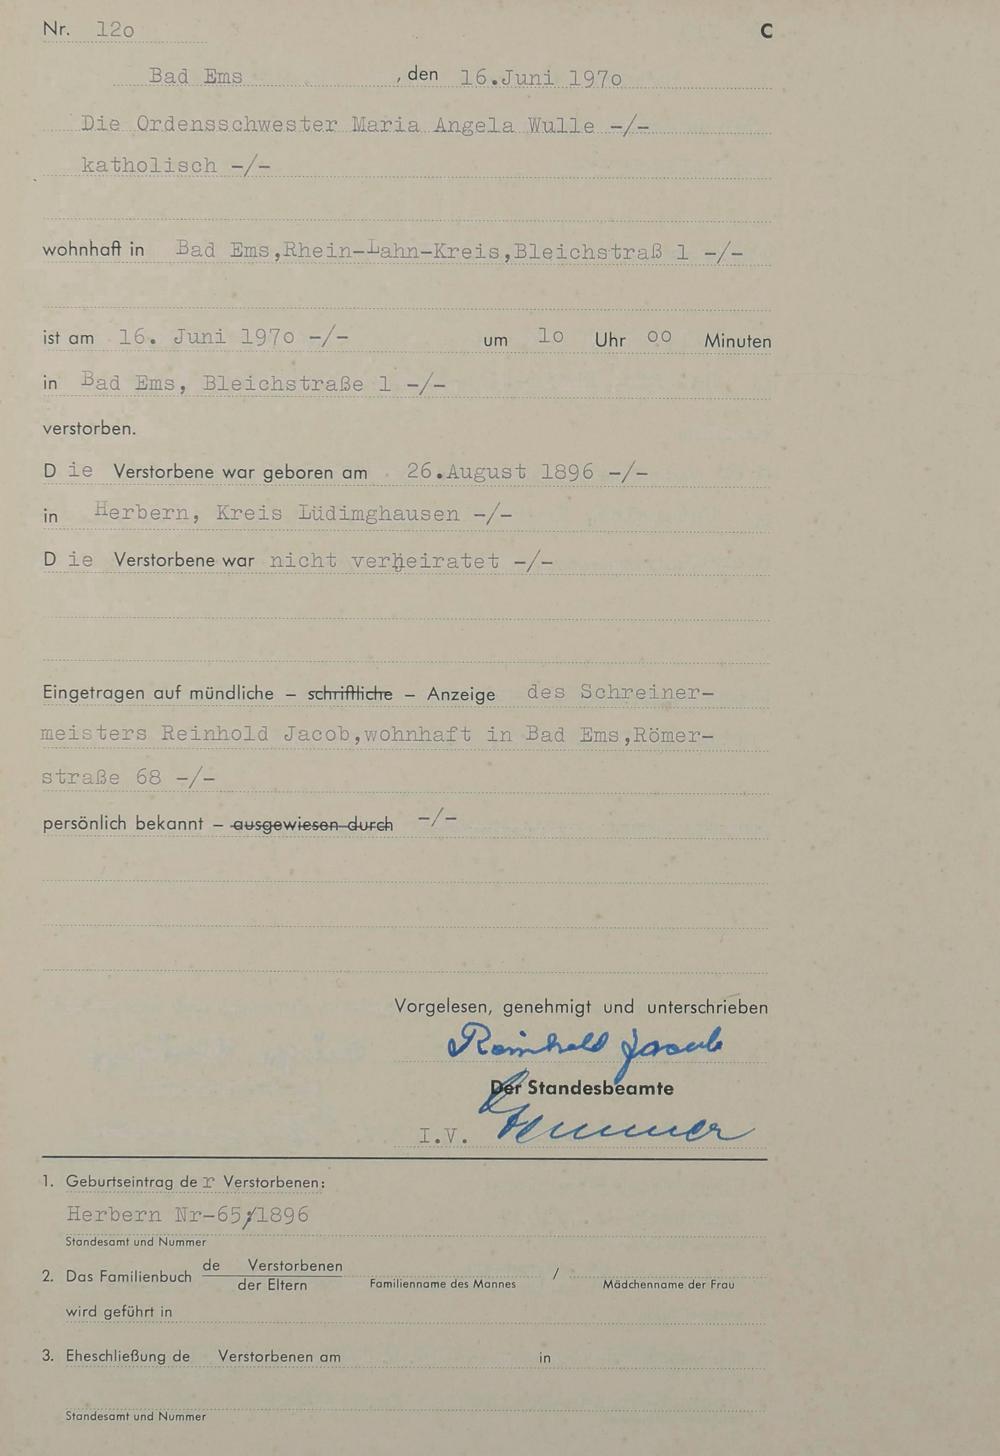 Nr. 12o C
Bad Ems , den 16.Juni 197o
Die Ordensschwester Maria Angela Wulle -/-
katholisch -/-
wohnhaft in Bad Ems,Rhein-Lahn-Kreis,Bleichstraß 1 -/-
ist am 16. Juni 197o -/- um 1o Uhr oo Minuten
in Bad Ems, Bleichstraße 1 -/-
verstorben.
D ie Verstorbene war geboren am 26.August 1896 -/-
in Herbern, Kreis Lüdimghausen -/-
D ie Verstorbene war nicht verheiratet -/-
Eingetragen auf mündliche – schriftliche – Anzeige des Schreiner-
meisters Reinhold Jacob,wohnhaft in Bad Ems,Römer-
straße 68 -/-
persönlich bekannt – ausgewiesen durch -/-
Vorgelesen, genehmigt und unterschrieben
Reinhold Jacob
Der Standesbeamte
I.V.
1. Geburtseintrag de r Verstorbenen:
Herbern Nr-65/1896
Standesamt und Nummer
2. Das Familienbuch de Verstorbenen
der Eltern Familienname des Mannes / Mädchenname der Frau
wird geführt in
3. Eheschließung de Verstorbenen am in
Standesamt und Nummer